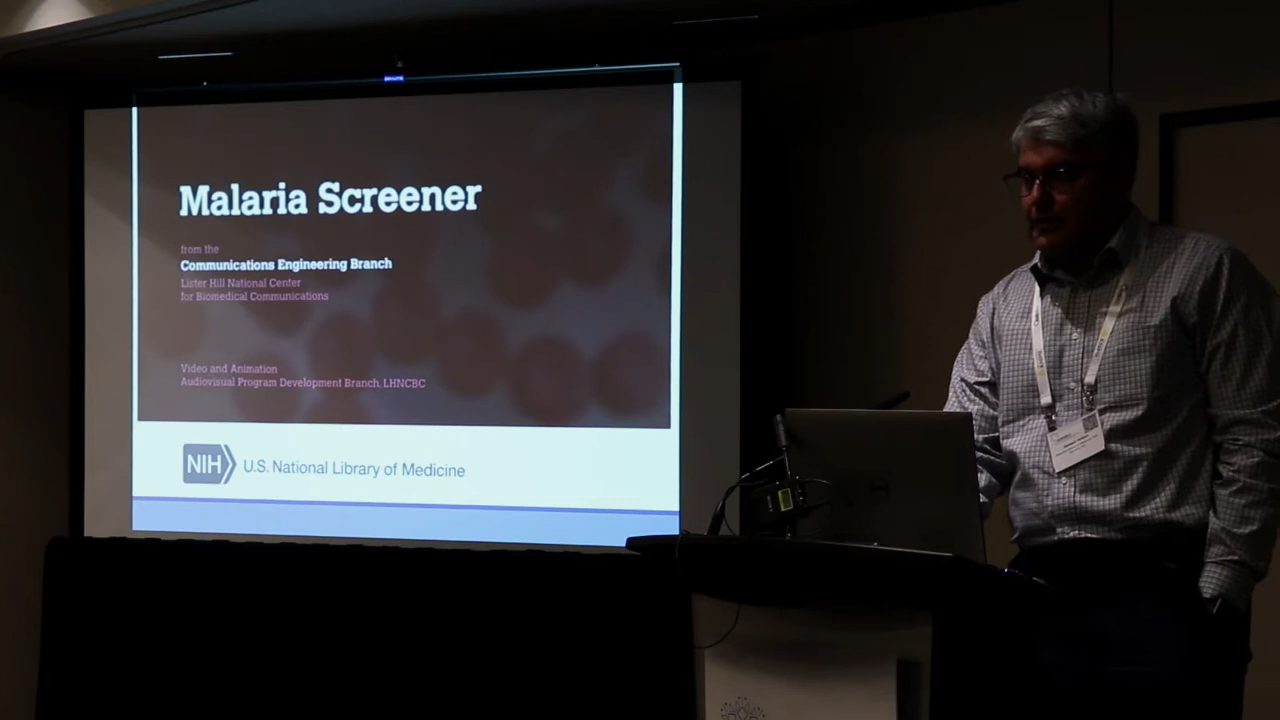 Malaria Screener
from the
Communications Engineering Branch
Lister Hill National Center
for Biomedical Communications
Video and Animation
Audiovisual Program Development Branch, LHNCBC
NIH
U.S. National Library of Medicine